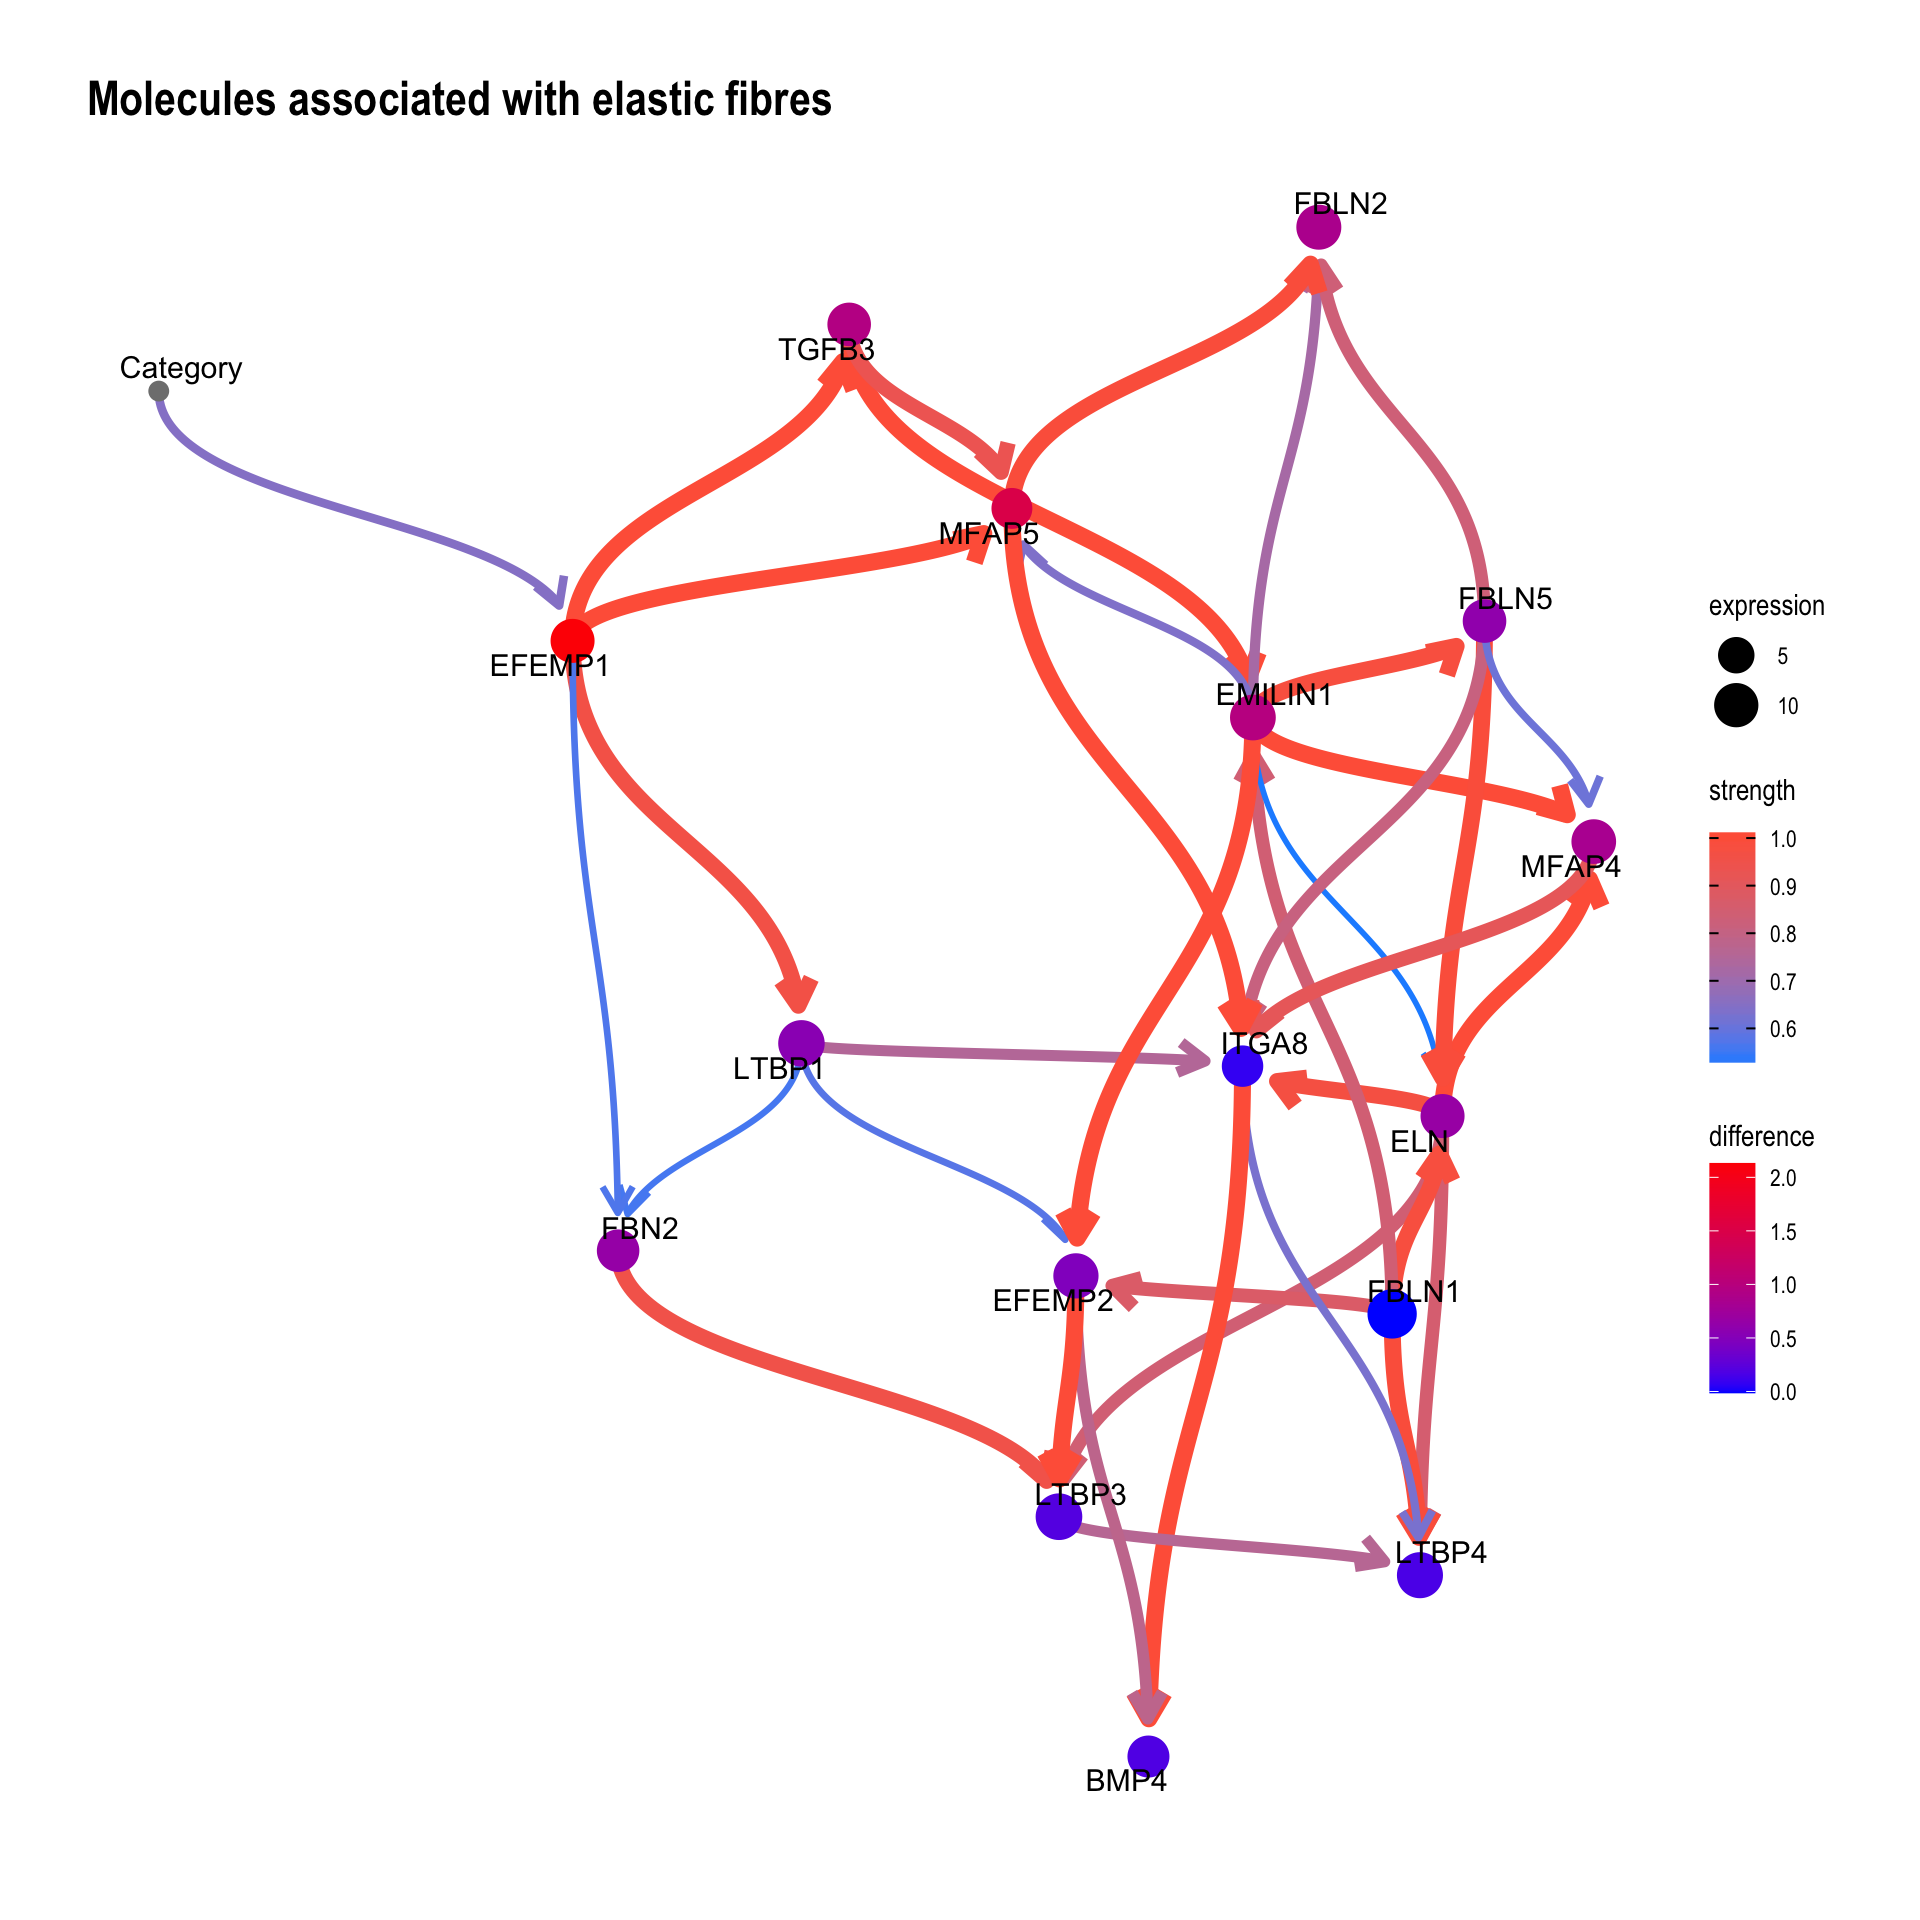 Molecules associated with elastic fibres
FBLN2
TGFB3
Category
MFAP5
FBLN5
expression
5
10
EFEMP1
EMILIN1
strength
1.0
0.9
0.8
0.7
0.6
MFAP4
ITGA8
LTBP1
ELN
difference
2.0
1.5
1.0
0.5
0.0
FBN2
EFEMP2
FBLN1
LTBP3
LTBP4
BMP4